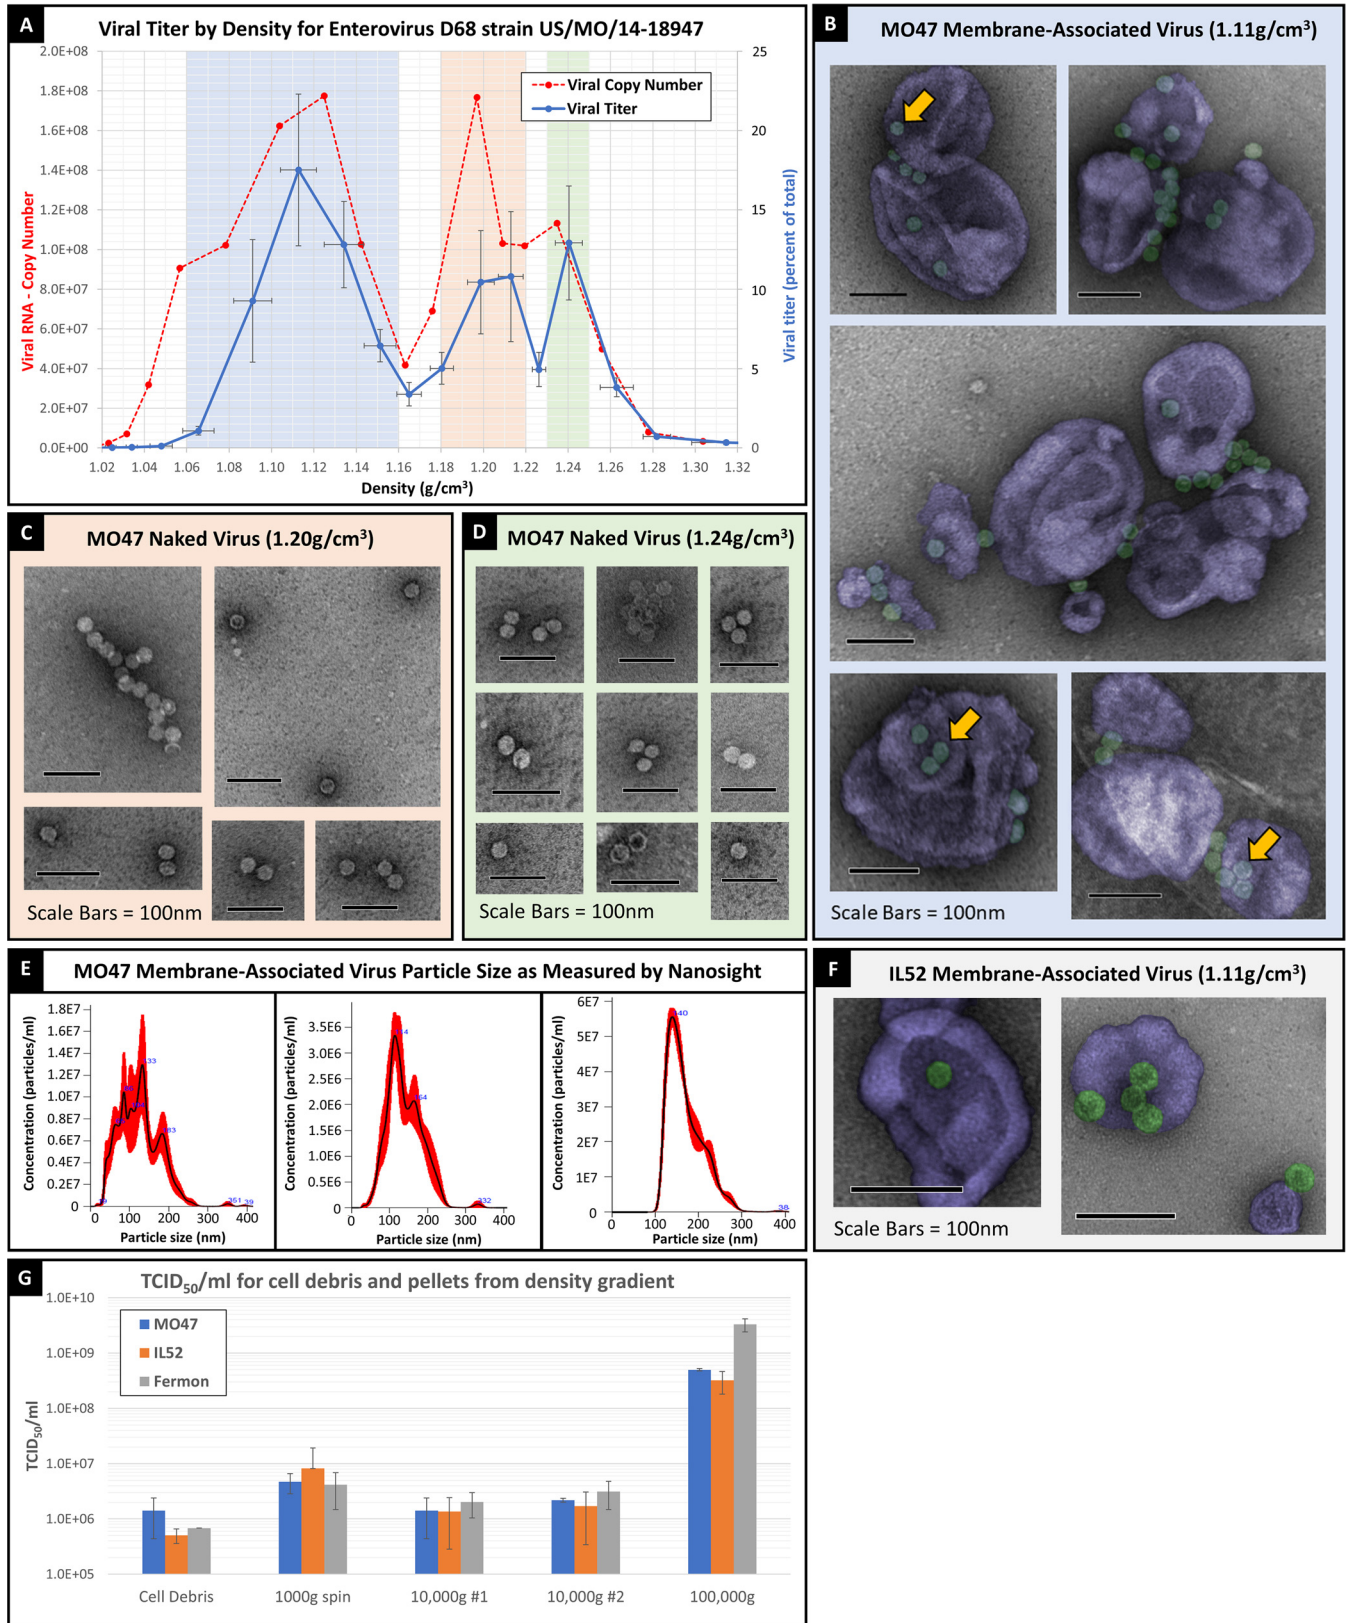 A
Viral Titer by Density for Enterovirus D68 strain US/MO/14-18947
2.0E+08
1.8E+08
1.6E+08
1.4E+08
1.2E+08
1.0E+08
8.0E+07
6.0E+07
4.0E+07
2.0E+07
0.0E+00
Viral RNA - Copy Number
Viral Copy Number
Viral Titer
25
20
15
10
5
0
Viral titer (percent of total)
1.02 1.04 1.06 1.08 1.10 1.12 1.14 1.16 1.18 1.20 1.22 1.24 1.26 1.28 1.30 1.32
Density (g/cm³)
B
MO47 Membrane-Associated Virus (1.11g/cm³)
Scale Bars = 100nm
C
MO47 Naked Virus (1.20g/cm³)
Scale Bars = 100nm
D
MO47 Naked Virus (1.24g/cm³)
Scale Bars = 100nm
E
MO47 Membrane-Associated Virus Particle Size as Measured by Nanosight
Concentration (particles/ml)
1.8E7
1.6E7
1.4E7
1.2E7
1.0E7
0.8E7
0.6E7
0.4E7
0.2E7
0
133
183
361
39
0 100 200 300 400
Particle size (nm)
Concentration (particles/ml)
3.5E6
3.0E6
2.5E6
2.0E6
1.5E6
1.0E6
0.5E6
0
164
332
0 100 200 300 400
Particle size (nm)
Concentration (particles/ml)
6E7
5E7
4E7
3E7
2E7
1E7
0
140
38
0 100 200 300 400
Particle size (nm)
F
IL52 Membrane-Associated Virus (1.11g/cm³)
Scale Bars = 100nm
G
TCID₅₀/ml for cell debris and pellets from density gradient
1.0E+10
1.0E+09
1.0E+08
1.0E+07
1.0E+06
1.0E+05
TCID₅₀/ml
MO47
IL52
Fermon
Cell Debris 1000g spin 10,000g #1 10,000g #2 100,000g